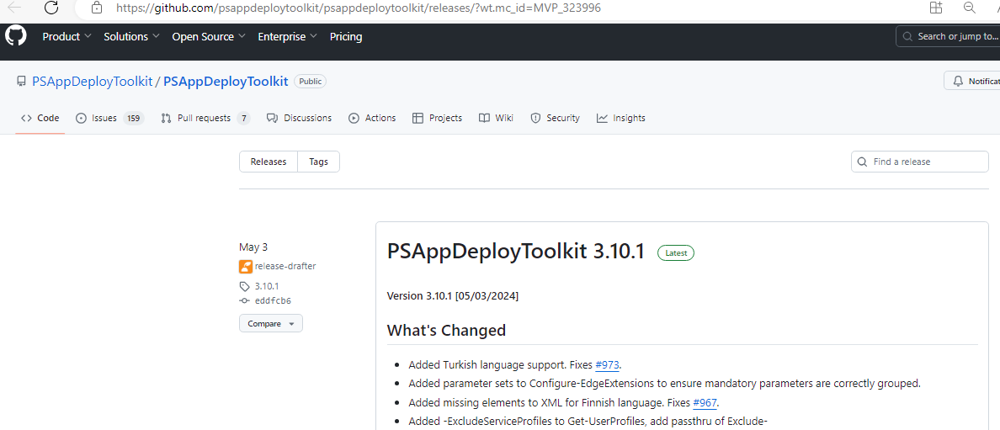 https://github.com/psappdeploytoolkit/psappdeploytoolkit/releases/?wt.mc_id=MVP_323996
Product Solutions Open Source Enterprise Pricing Search or jump to...
PSAppDeployToolkit / PSAppDeployToolkit Public Notificat
Code Issues 159 Pull requests 7 Discussions Actions Projects Wiki Security Insights
Releases Tags Find a release
May 3
release-drafter
3.10.1
eddfcb6
Compare
PSAppDeployToolkit 3.10.1 Latest
Version 3.10.1 [05/03/2024]
What's Changed
• Added Turkish language support. Fixes #973.
• Added parameter sets to Configure-EdgeExtensions to ensure mandatory parameters are correctly grouped.
• Added missing elements to XML for Finnish language. Fixes #967.
• Added -ExcludeServiceProfiles to Get-UserProfiles, add passthru of Exclude-